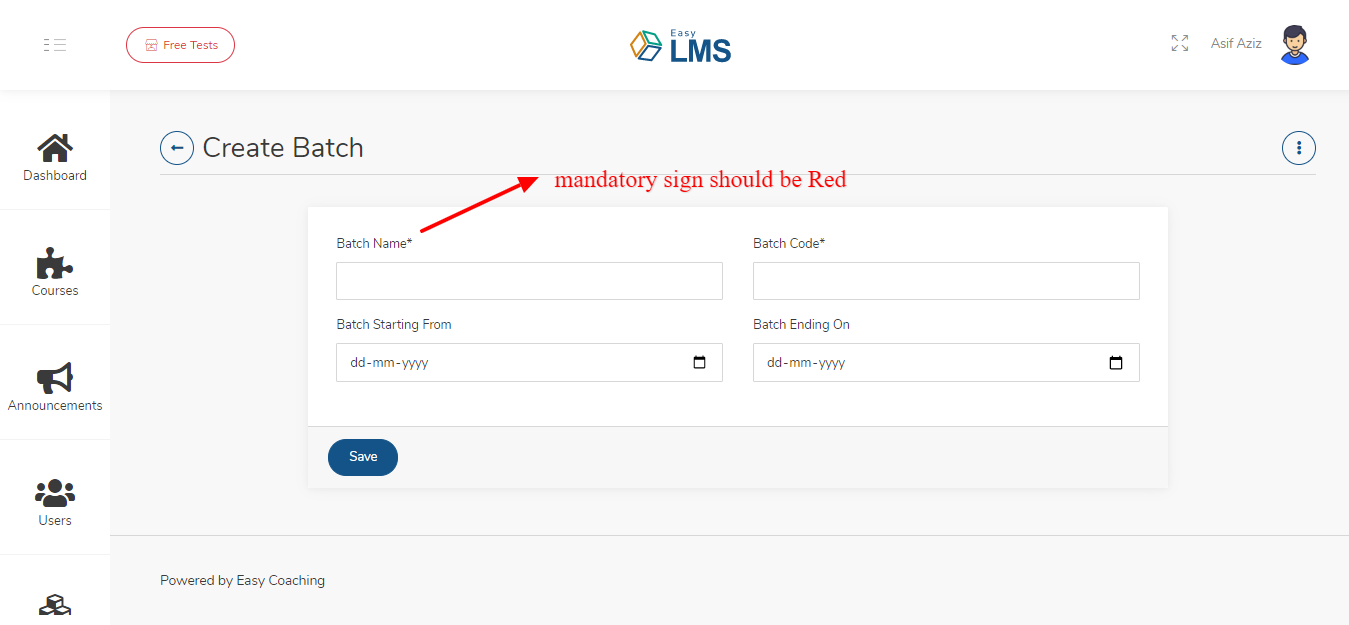 Free Tests
Easy
LMS
Asif Aziz
Dashboard
Courses
Announcements
Users
Create Batch
mandatory sign should be Red
Batch Name*
Batch Code*
Batch Starting From
Batch Ending On
dd-mm-yyyy
dd-mm-yyyy
Save
Powered by Easy Coaching